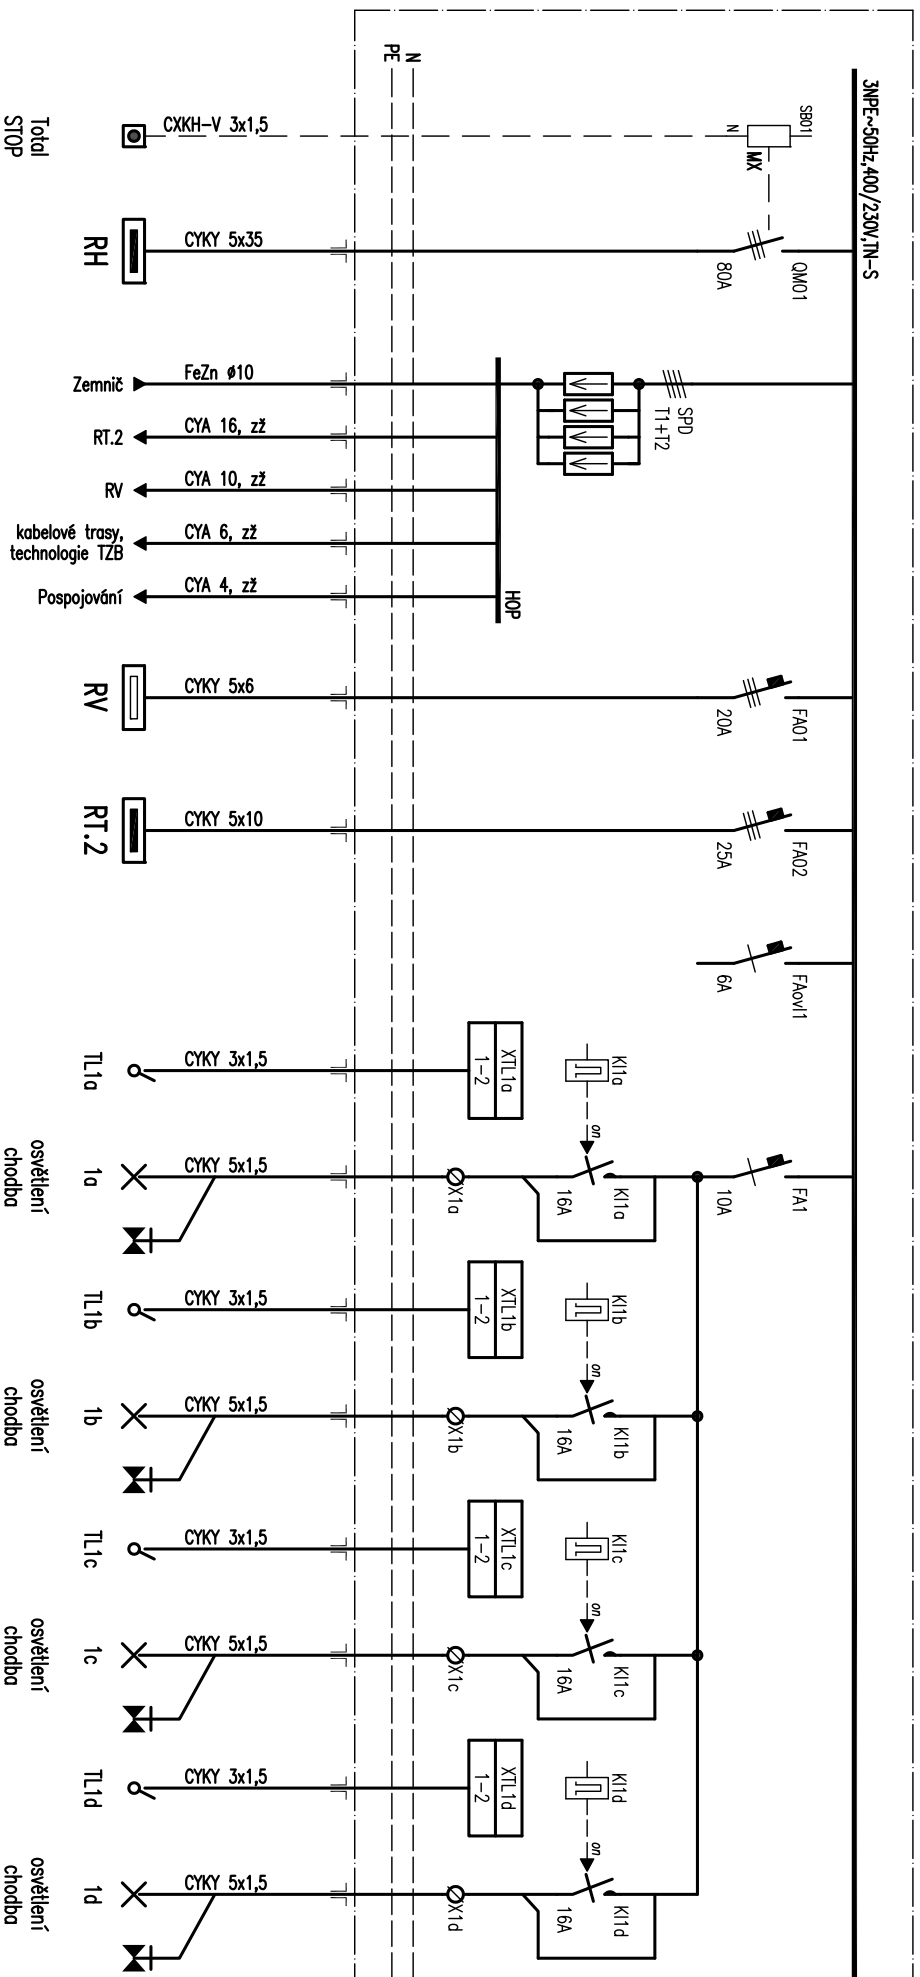 3NPE~50Hz,400/230V,TN-S
N
PE
SB01
N
MX
CXKH-V 3x1,5
Total
STOP
QM01
80A
CYKY 5x35
RH
SPD
T1+T2
HOP
FeZn ø10
Zemnič
CYA 16, zž
RT.2
CYA 10, zž
RV
CYA 6, zž
kabelové trasy,
technologie TZB
CYA 4, zž
Pospojování
FA01
20A
CYKY 5x6
RV
FA02
25A
CYKY 5x10
RT.2
FAovl1
6A
FA1
10A
KI1a
on
XTL1a
1-2
CYKY 3x1,5
TL1a
KI1a
16A
X1a
CYKY 5x1,5
1a
osvětlení
chodba
KI1b
on
XTL1b
1-2
CYKY 3x1,5
TL1b
KI1b
16A
X1b
CYKY 5x1,5
1b
osvětlení
chodba
KI1c
on
XTL1c
1-2
CYKY 3x1,5
TL1c
KI1c
16A
X1c
CYKY 5x1,5
1c
osvětlení
chodba
KI1d
on
XTL1d
1-2
CYKY 3x1,5
TL1d
KI1d
16A
X1d
CYKY 5x1,5
1d
osvětlení
chodba